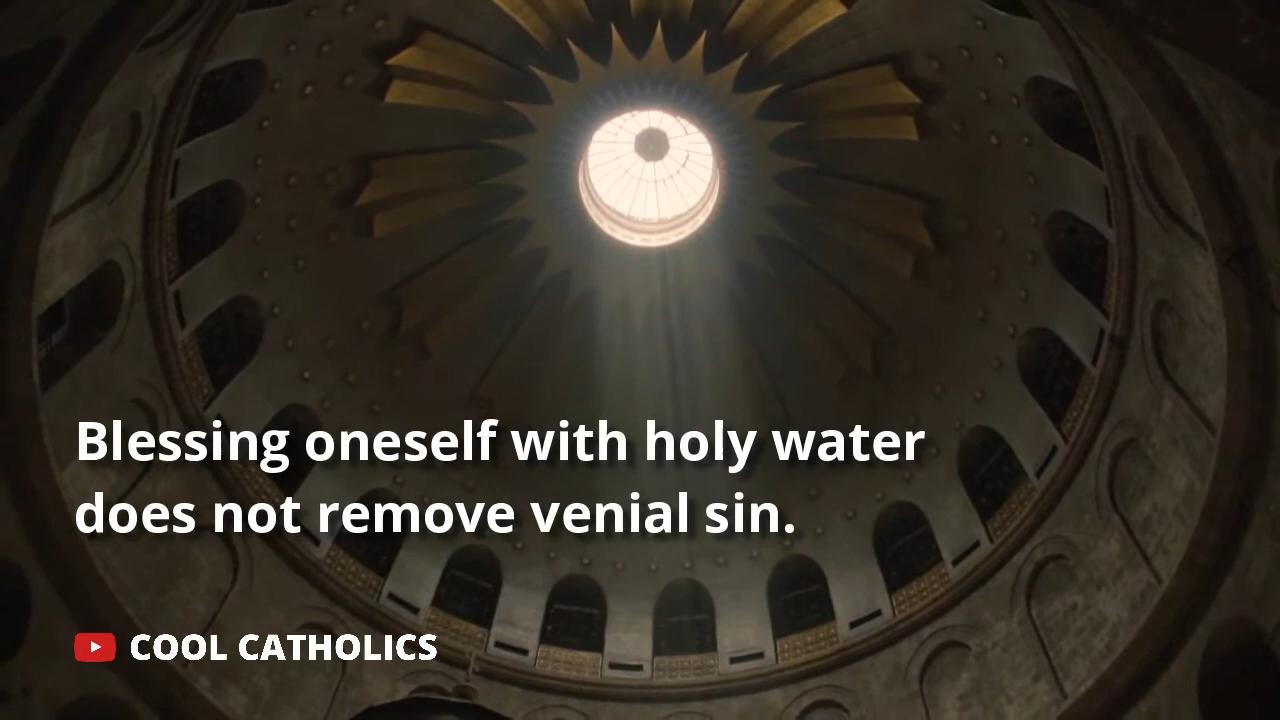 Blessing oneself with holy water
does not remove venial sin.
COOL CATHOLICS